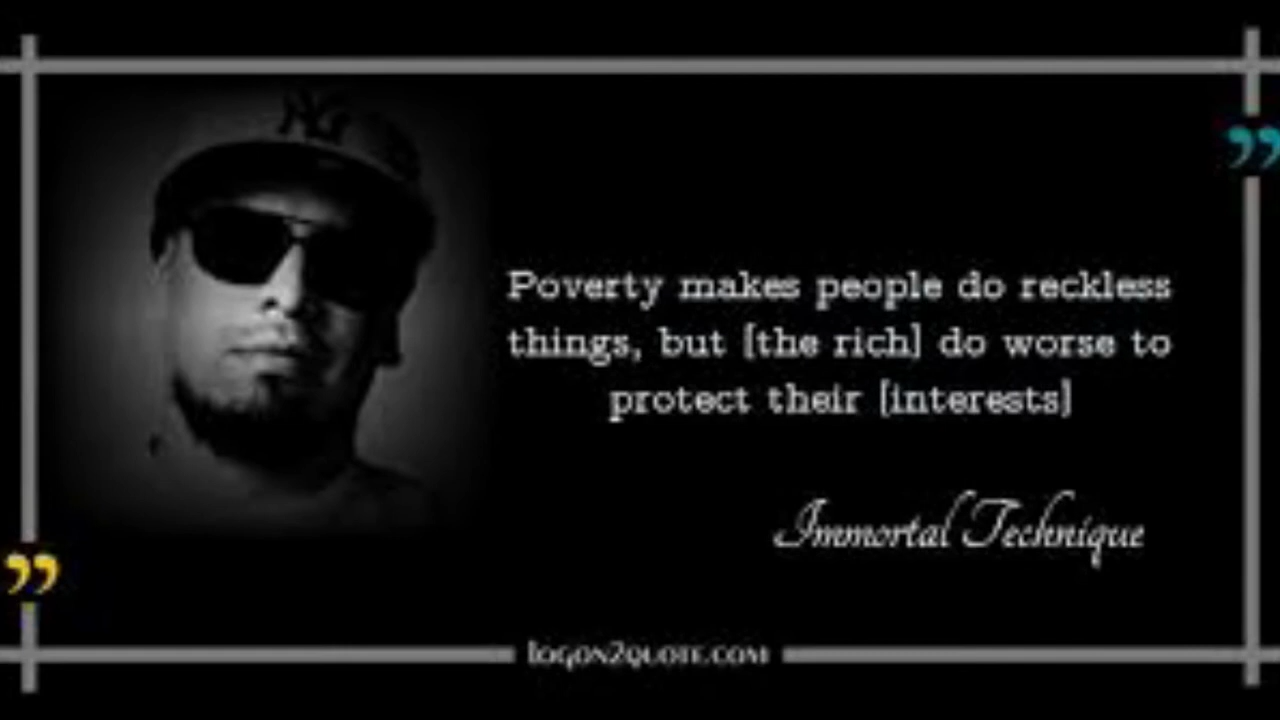 NY
Poverty makes people do reckless
things, but [the rich] do worse to
protect their [interests]
Immortal Technique
LOGON2QUOTE.COM